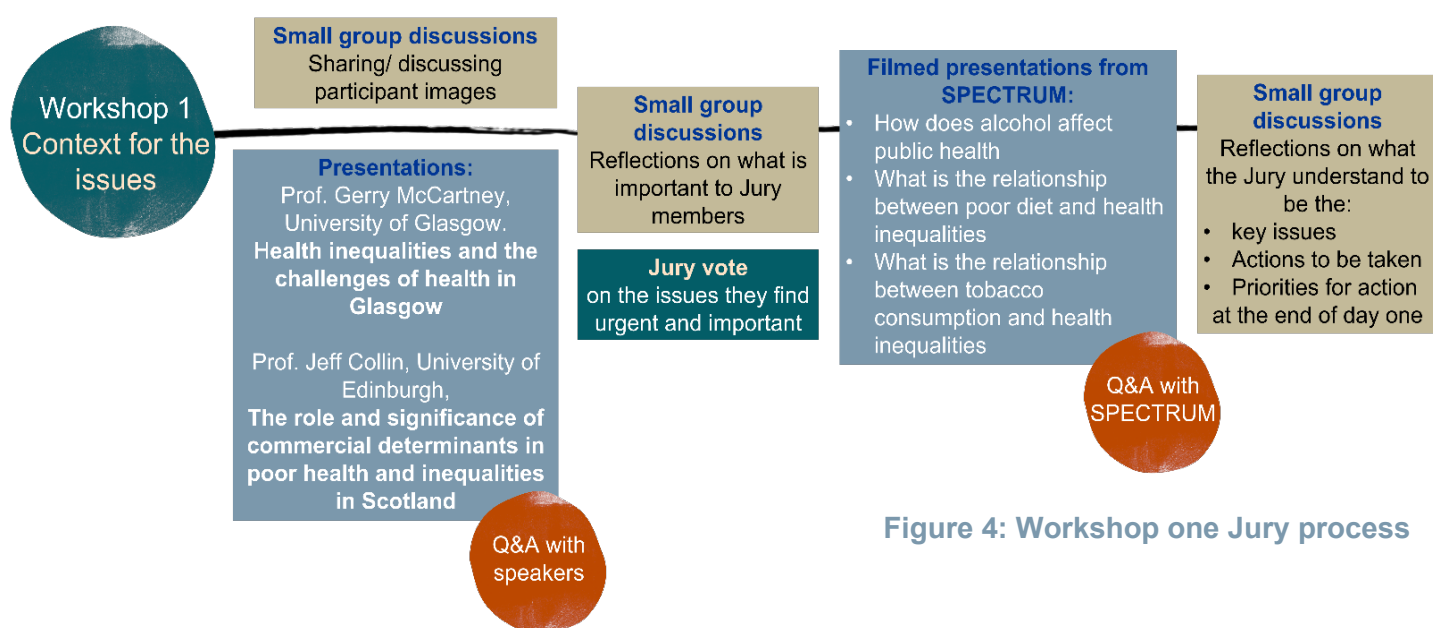 Workshop 1
Context for the
issues
Small group discussions
Sharing/ discussing
participant images
Presentations:
Prof. Gerry McCartney,
University of Glasgow.
Health inequalities and the
challenges of health in
Glasgow
Prof. Jeff Collin, University of
Edinburgh,
The role and significance of
commercial determinants in
poor health and inequalities
in Scotland
Q&A with
speakers
Small group
discussions
Reflections on what is
important to Jury
members
Jury vote
on the issues they find
urgent and important
Filmed presentations from
SPECTRUM:
• How does alcohol affect
public health
• What is the relationship
between poor diet and health
inequalities
• What is the relationship
between tobacco
consumption and health
inequalities
Q&A with
SPECTRUM
Small group
discussions
Reflections on what
the Jury understand to
be the:
• key issues
• Actions to be taken
• Priorities for action
at the end of day one
Figure 4: Workshop one Jury process